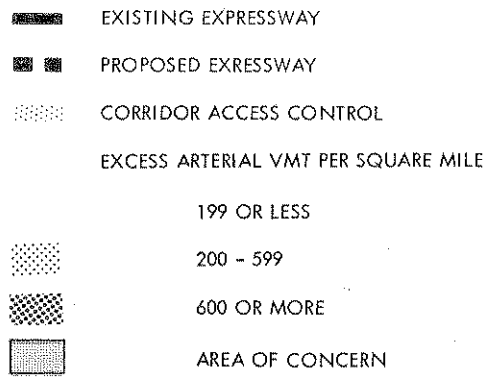 EXISTING EXPRESSWAY
PROPOSED EXRESSWAY
CORRIDOR ACCESS CONTROL
EXCESS ARTERIAL VMT PER SQUARE MILE
199 OR LESS
200 - 599
600 OR MORE
AREA OF CONCERN